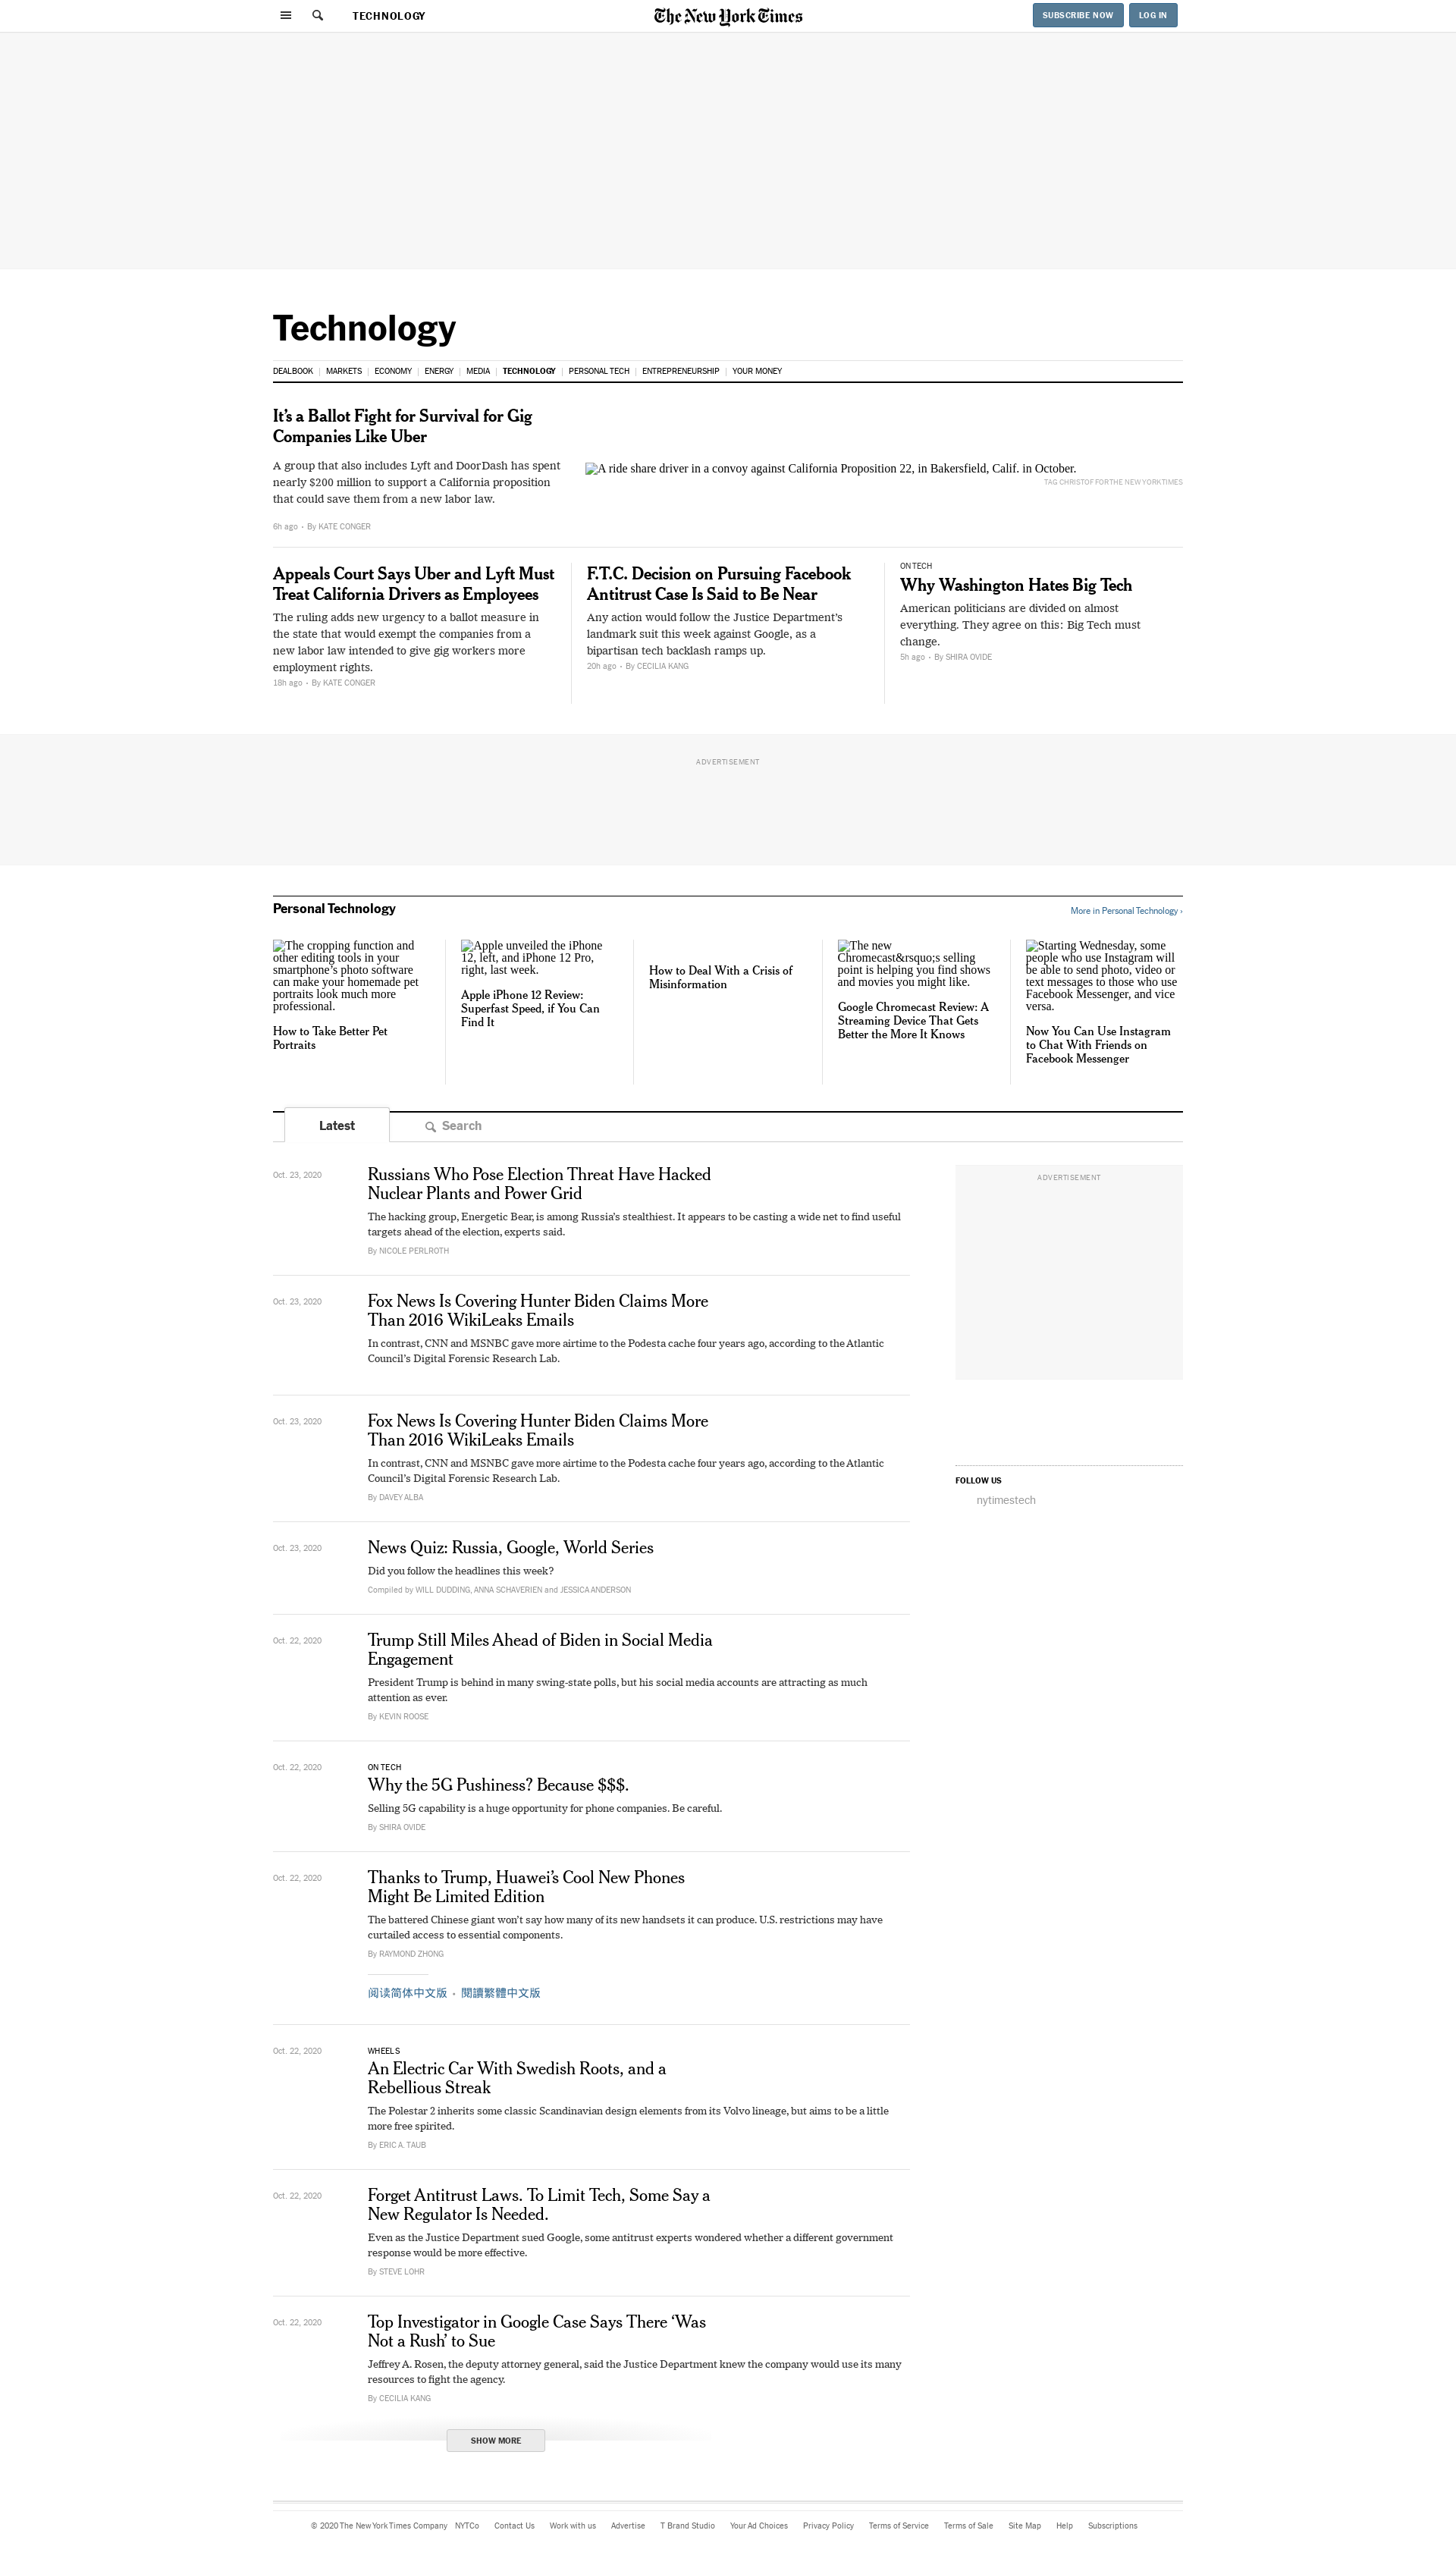 TECHNOLOGY
The New York Times
SUBSCRIBE NOW
LOG IN
Technology
DEALBOOK
MARKETS
ECONOMY
ENERGY
MEDIA
TECHNOLOGY
PERSONAL TECH
ENTREPRENEURSHIP
YOUR MONEY
It’s a Ballot Fight for Survival for Gig
Companies Like Uber
A group that also includes Lyft and DoorDash has spent
nearly $200 million to support a California proposition
that could save them from a new labor law.
6h ago • By KATE CONGER
A ride share driver in a convoy against California Proposition 22, in Bakersfield, Calif. in October.
TAG CHRISTOF FOR THE NEW YORK TIMES
Appeals Court Says Uber and Lyft Must
Treat California Drivers as Employees
The ruling adds new urgency to a ballot measure in
the state that would exempt the companies from a
new labor law intended to give gig workers more
employment rights.
18h ago • By KATE CONGER
F.T.C. Decision on Pursuing Facebook
Antitrust Case Is Said to Be Near
Any action would follow the Justice Department’s
landmark suit this week against Google, as a
bipartisan tech backlash ramps up.
20h ago • By CECILIA KANG
ON TECH
Why Washington Hates Big Tech
American politicians are divided on almost
everything. They agree on this: Big Tech must
change.
5h ago • By SHIRA OVIDE
ADVERTISEMENT
Personal Technology
More in Personal Technology ›
The cropping function and
other editing tools in your
smartphone’s photo software
can make your homemade pet
portraits look much more
professional.
How to Take Better Pet
Portraits
Apple unveiled the iPhone
12, left, and iPhone 12 Pro,
right, last week.
Apple iPhone 12 Review:
Superfast Speed, if You Can
Find It
How to Deal With a Crisis of
Misinformation
The new
Chromecast&rsquo;s selling
point is helping you find shows
and movies you might like.
Google Chromecast Review: A
Streaming Device That Gets
Better the More It Knows
Starting Wednesday, some
people who use Instagram will
be able to send photo, video or
text messages to those who use
Facebook Messenger, and vice
versa.
Now You Can Use Instagram
to Chat With Friends on
Facebook Messenger
Latest
Search
Oct. 23, 2020
Russians Who Pose Election Threat Have Hacked
Nuclear Plants and Power Grid
The hacking group, Energetic Bear, is among Russia’s stealthiest. It appears to be casting a wide net to find useful
targets ahead of the election, experts said.
By NICOLE PERLROTH
ADVERTISEMENT
Oct. 23, 2020
Fox News Is Covering Hunter Biden Claims More
Than 2016 WikiLeaks Emails
In contrast, CNN and MSNBC gave more airtime to the Podesta cache four years ago, according to the Atlantic
Council’s Digital Forensic Research Lab.
Oct. 23, 2020
Fox News Is Covering Hunter Biden Claims More
Than 2016 WikiLeaks Emails
In contrast, CNN and MSNBC gave more airtime to the Podesta cache four years ago, according to the Atlantic
Council’s Digital Forensic Research Lab.
By DAVEY ALBA
FOLLOW US
nytimestech
Oct. 23, 2020
News Quiz: Russia, Google, World Series
Did you follow the headlines this week?
Compiled by WILL DUDDING, ANNA SCHAVERIEN and JESSICA ANDERSON
Oct. 22, 2020
Trump Still Miles Ahead of Biden in Social Media
Engagement
President Trump is behind in many swing-state polls, but his social media accounts are attracting as much
attention as ever.
By KEVIN ROOSE
Oct. 22, 2020
ON TECH
Why the 5G Pushiness? Because $$$.
Selling 5G capability is a huge opportunity for phone companies. Be careful.
By SHIRA OVIDE
Oct. 22, 2020
Thanks to Trump, Huawei’s Cool New Phones
Might Be Limited Edition
The battered Chinese giant won’t say how many of its new handsets it can produce. U.S. restrictions may have
curtailed access to essential components.
By RAYMOND ZHONG
阅读简体中文版 • 閱讀繁體中文版
Oct. 22, 2020
WHEELS
An Electric Car With Swedish Roots, and a
Rebellious Streak
The Polestar 2 inherits some classic Scandinavian design elements from its Volvo lineage, but aims to be a little
more free spirited.
By ERIC A. TAUB
Oct. 22, 2020
Forget Antitrust Laws. To Limit Tech, Some Say a
New Regulator Is Needed.
Even as the Justice Department sued Google, some antitrust experts wondered whether a different government
response would be more effective.
By STEVE LOHR
Oct. 22, 2020
Top Investigator in Google Case Says There ‘Was
Not a Rush’ to Sue
Jeffrey A. Rosen, the deputy attorney general, said the Justice Department knew the company would use its many
resources to fight the agency.
By CECILIA KANG
SHOW MORE
© 2020 The New York Times Company NYTCo Contact Us Work with us Advertise T Brand Studio Your Ad Choices Privacy Policy Terms of Service Terms of Sale Site Map Help Subscriptions